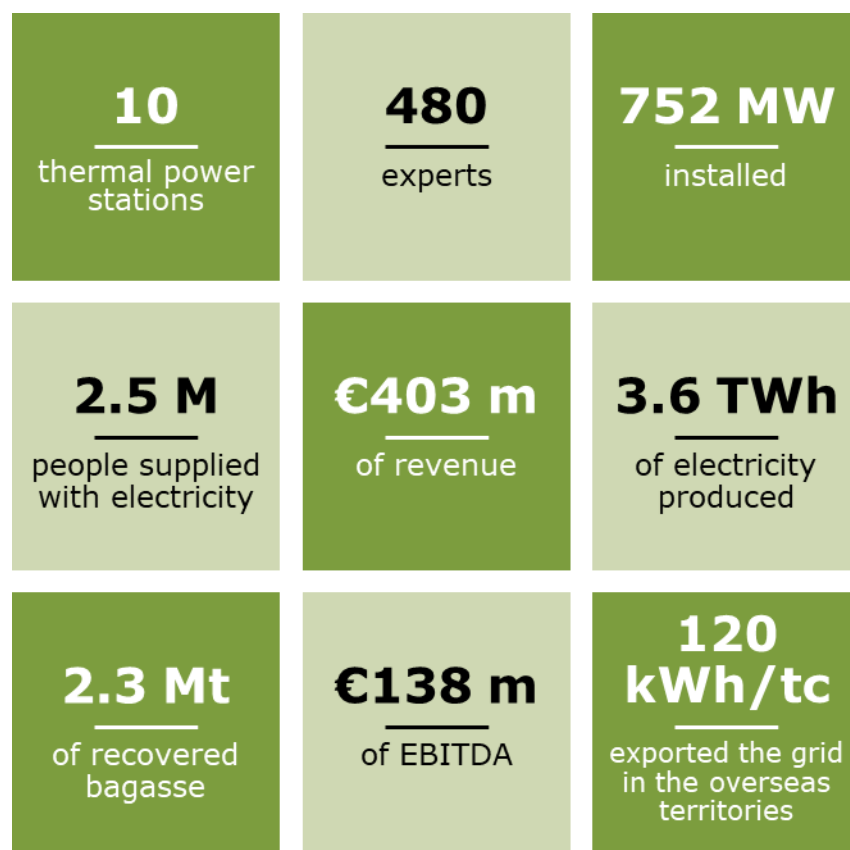 10
thermal power
stations
480
experts
752 MW
installed
2.5 M
people supplied
with electricity
€403 m
of revenue
3.6 TWh
of electricity
produced
2.3 Mt
of recovered
bagasse
€138 m
of EBITDA
120
kWh/tc
exported the grid
in the overseas
territories